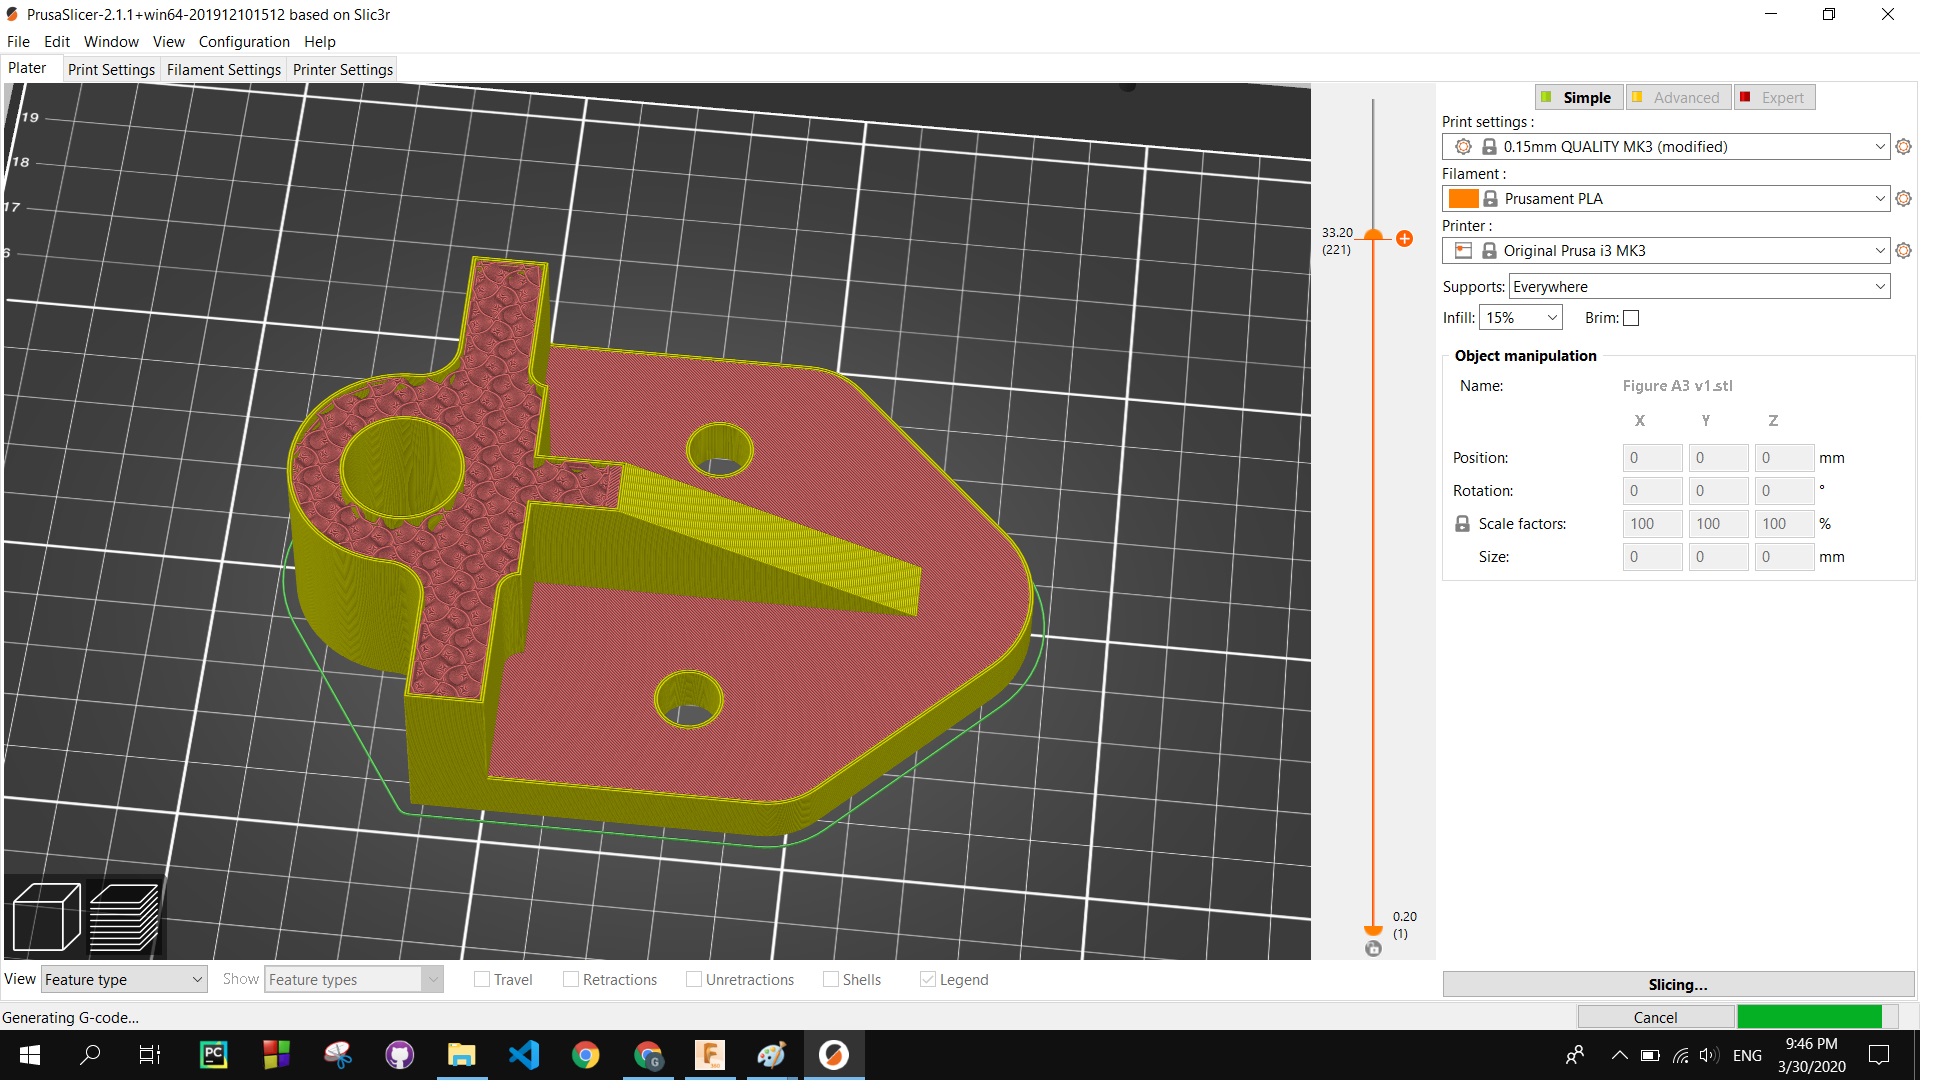 PrusaSlicer-2.1.1+win64-201912101512 based on Slic3r
File Edit Window View Configuration Help
Plater Print Settings Filament Settings Printer Settings
19
18
17
6
33.20
(221)
0.20
(1)
Simple Advanced Expert
Print settings :
0.15mm QUALITY MK3 (modified)
Filament :
Prusament PLA
Printer :
Original Prusa i3 MK3
Supports: Everywhere
Infill: 15% Brim:
Object manipulation
Name: Figure A3 v1.stl
X Y Z
Position: 0 0 0 mm
Rotation: 0 0 0 °
Scale factors: 100 100 100 %
Size: 0 0 0 mm
View Feature type Show Feature types Travel Retractions Unretractions Shells Legend
Slicing...
Generating G-code... Cancel
PC
G
F
ENG
9:46 PM
3/30/2020